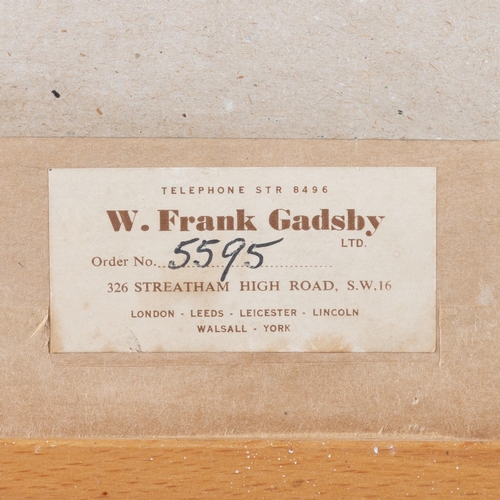 TELEPHONE STR 8496
W. Frank Gadsby
LTD.
Order No. 5595
326 STREATHAM HIGH ROAD, S.W.16
LONDON - LEEDS - LEICESTER - LINCOLN
WALSALL - YORK